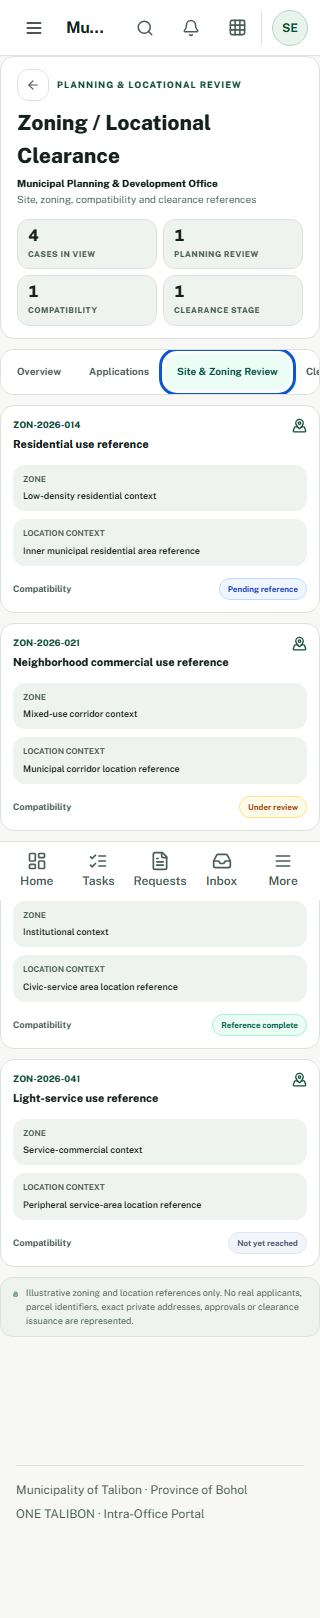 Mu...
SE
PLANNING & LOCATIONAL REVIEW
Zoning / Locational
Clearance
Municipal Planning & Development Office
Site, zoning, compatibility and clearance references
4
CASES IN VIEW
1
PLANNING REVIEW
1
COMPATIBILITY
1
CLEARANCE STAGE
Overview Applications Site & Zoning Review Cle
ZON-2026-014
Residential use reference
ZONE
Low-density residential context
LOCATION CONTEXT
Inner municipal residential area reference
Compatibility Pending reference
ZON-2026-021
Neighborhood commercial use reference
ZONE
Mixed-use corridor context
LOCATION CONTEXT
Municipal corridor location reference
Compatibility Under review
Home Tasks Requests Inbox More
ZONE
Institutional context
LOCATION CONTEXT
Civic-service area location reference
Compatibility Reference complete
ZON-2026-041
Light-service use reference
ZONE
Service-commercial context
LOCATION CONTEXT
Peripheral service-area location reference
Compatibility Not yet reached
Illustrative zoning and location references only. No real applicants,
parcel identifiers, exact private addresses, approvals or clearance
issuance are represented.
Municipality of Talibon · Province of Bohol
ONE TALIBON · Intra-Office Portal